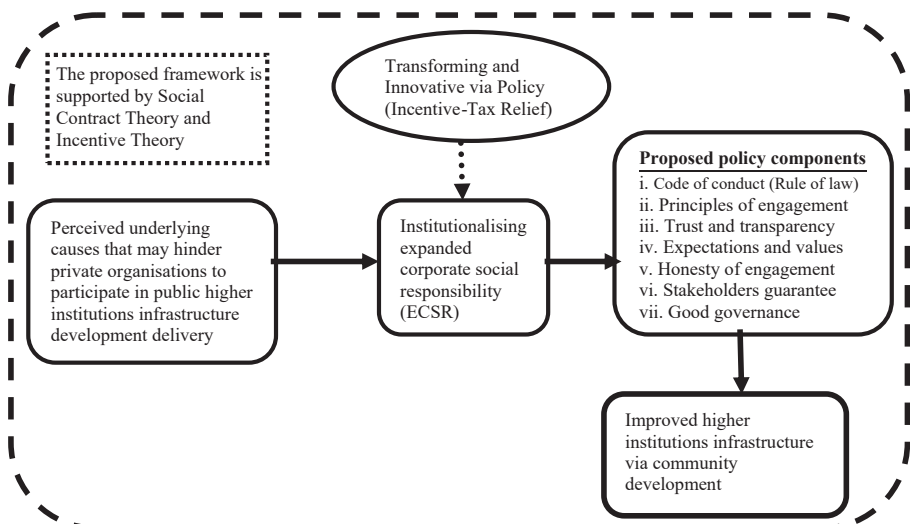 The proposed framework is
supported by Social
Contract Theory and
Incentive Theory
Transforming and
Innovative via Policy
(Incentive-Tax Relief)
Perceived underlying
causes that may hinder
private organisations to
participate in public higher
institutions infrastructure
development delivery
Institutionalising
expanded
corporate social
responsibility
(ECSR)
Proposed policy components
i. Code of conduct (Rule of law)
ii. Principles of engagement
iii. Trust and transparency
iv. Expectations and values
v. Honesty of engagement
vi. Stakeholders guarantee
vii. Good governance
Improved higher
institutions infrastructure
via community
development